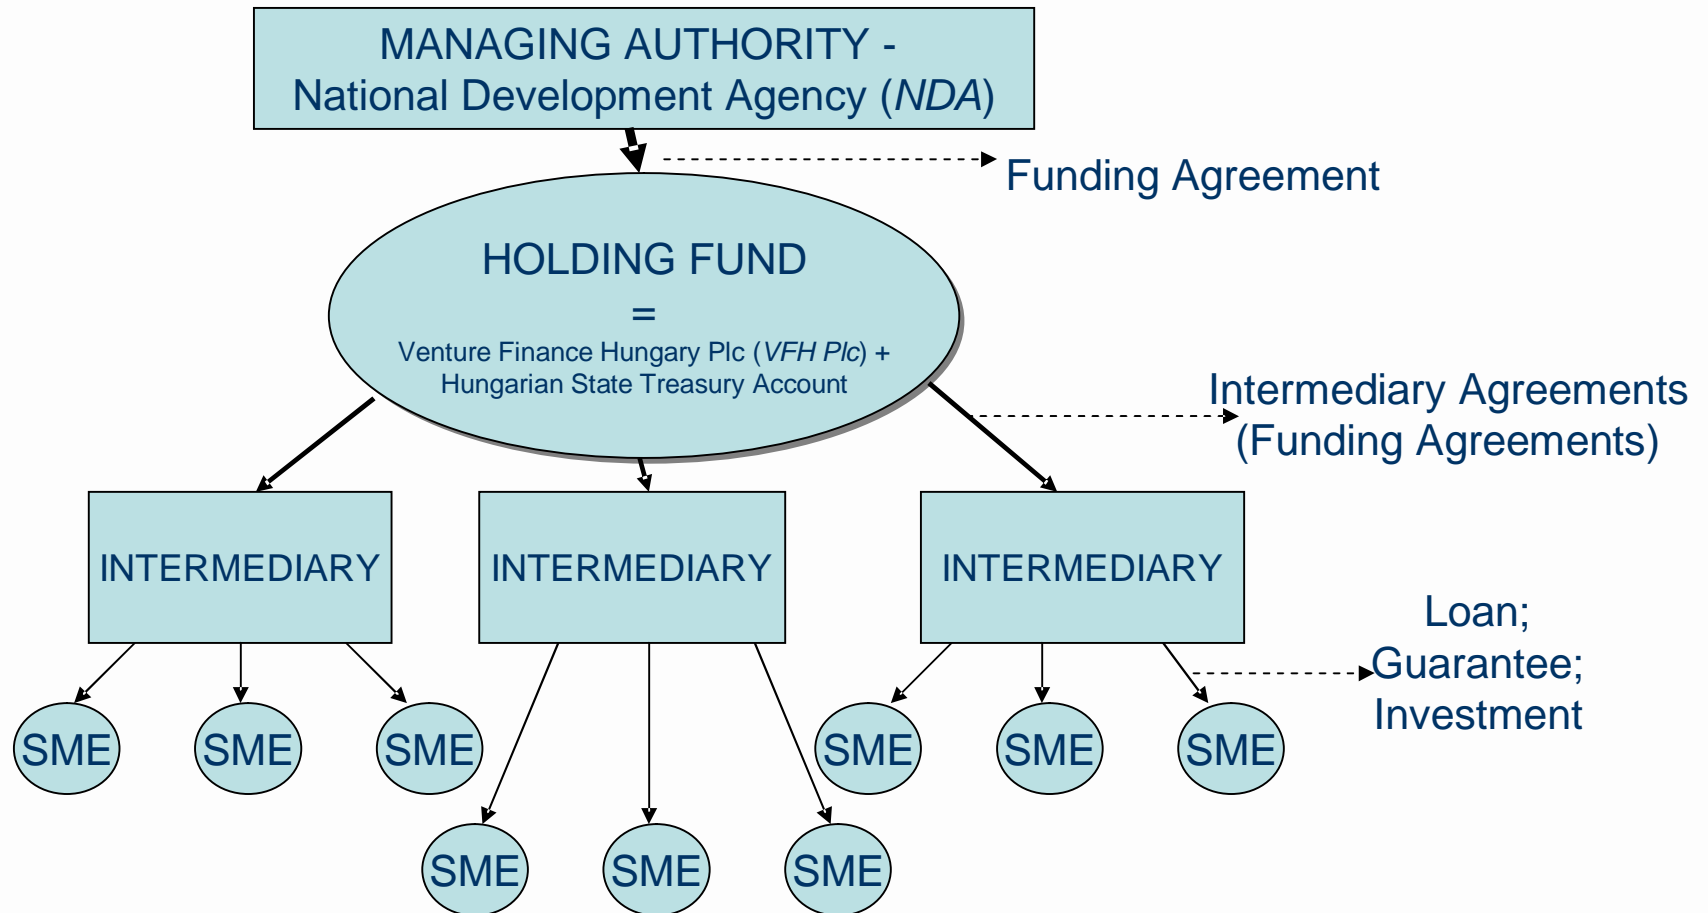 MANAGING AUTHORITY -
National Development Agency (NDA)
Funding Agreement
HOLDING FUND
=
Venture Finance Hungary Plc (VFH Plc) +
Hungarian State Treasury Account
Intermediary Agreements
(Funding Agreements)
INTERMEDIARY
INTERMEDIARY
INTERMEDIARY
Loan;
Guarantee;
Investment
SME
SME
SME
SME
SME
SME
SME
SME
SME